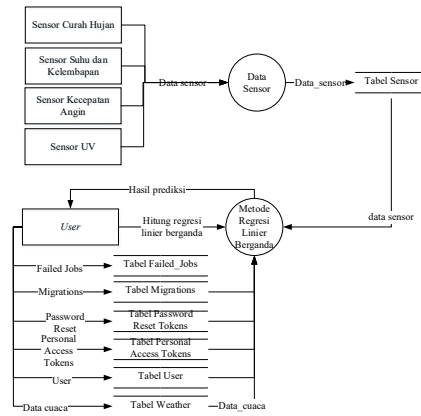 Sensor Curah Hujan
Sensor Suhu dan
Kelembapan
Sensor Kecepatan
Angin
Sensor UV
Data sensor
Data
Sensor
Data_sensor
Tabel Sensor
data sensor
Hasil prediksi
User
Hitung regresi
linier berganda
Metode
Regresi
Linier
Berganda
Failed Jobs
Tabel Failed_Jobs
Migrations
Tabel Migrations
Password
Reset
Tabel Password
Reset Tokens
Personal
Access
Tokens
Tabel Personal
Access Tokens
User
Tabel User
Data cuaca
Tabel Weather
Data_cuaca